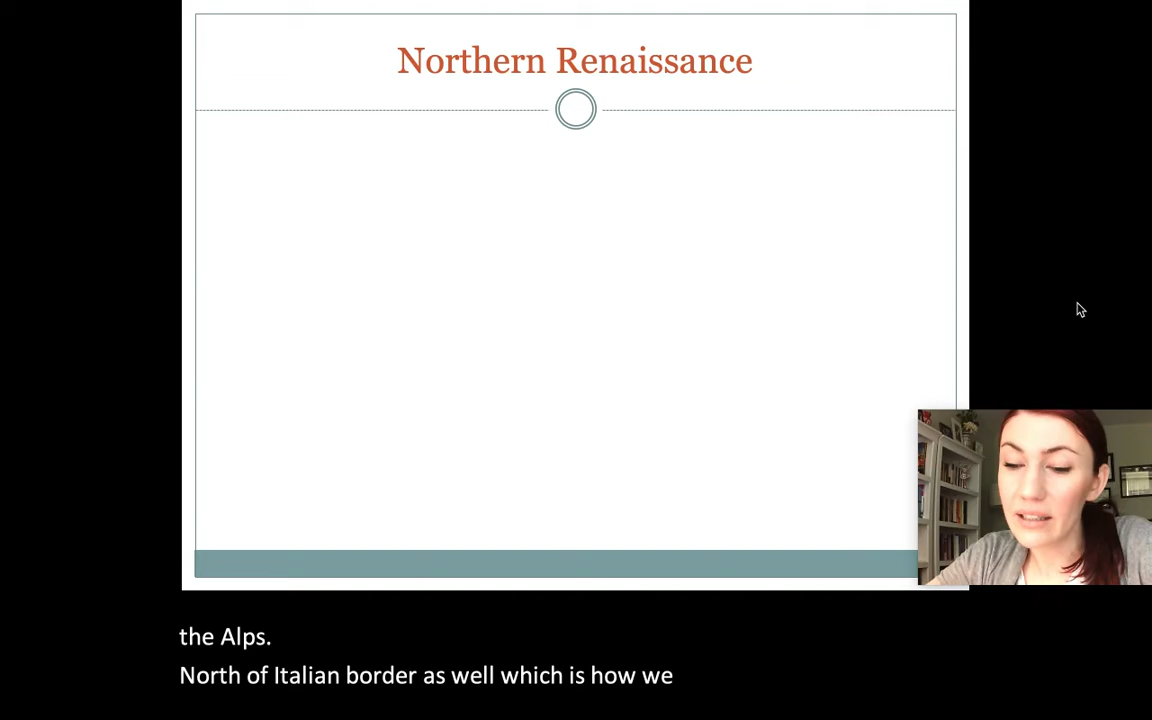 Northern Renaissance
the Alps.
North of Italian border as well which is how we